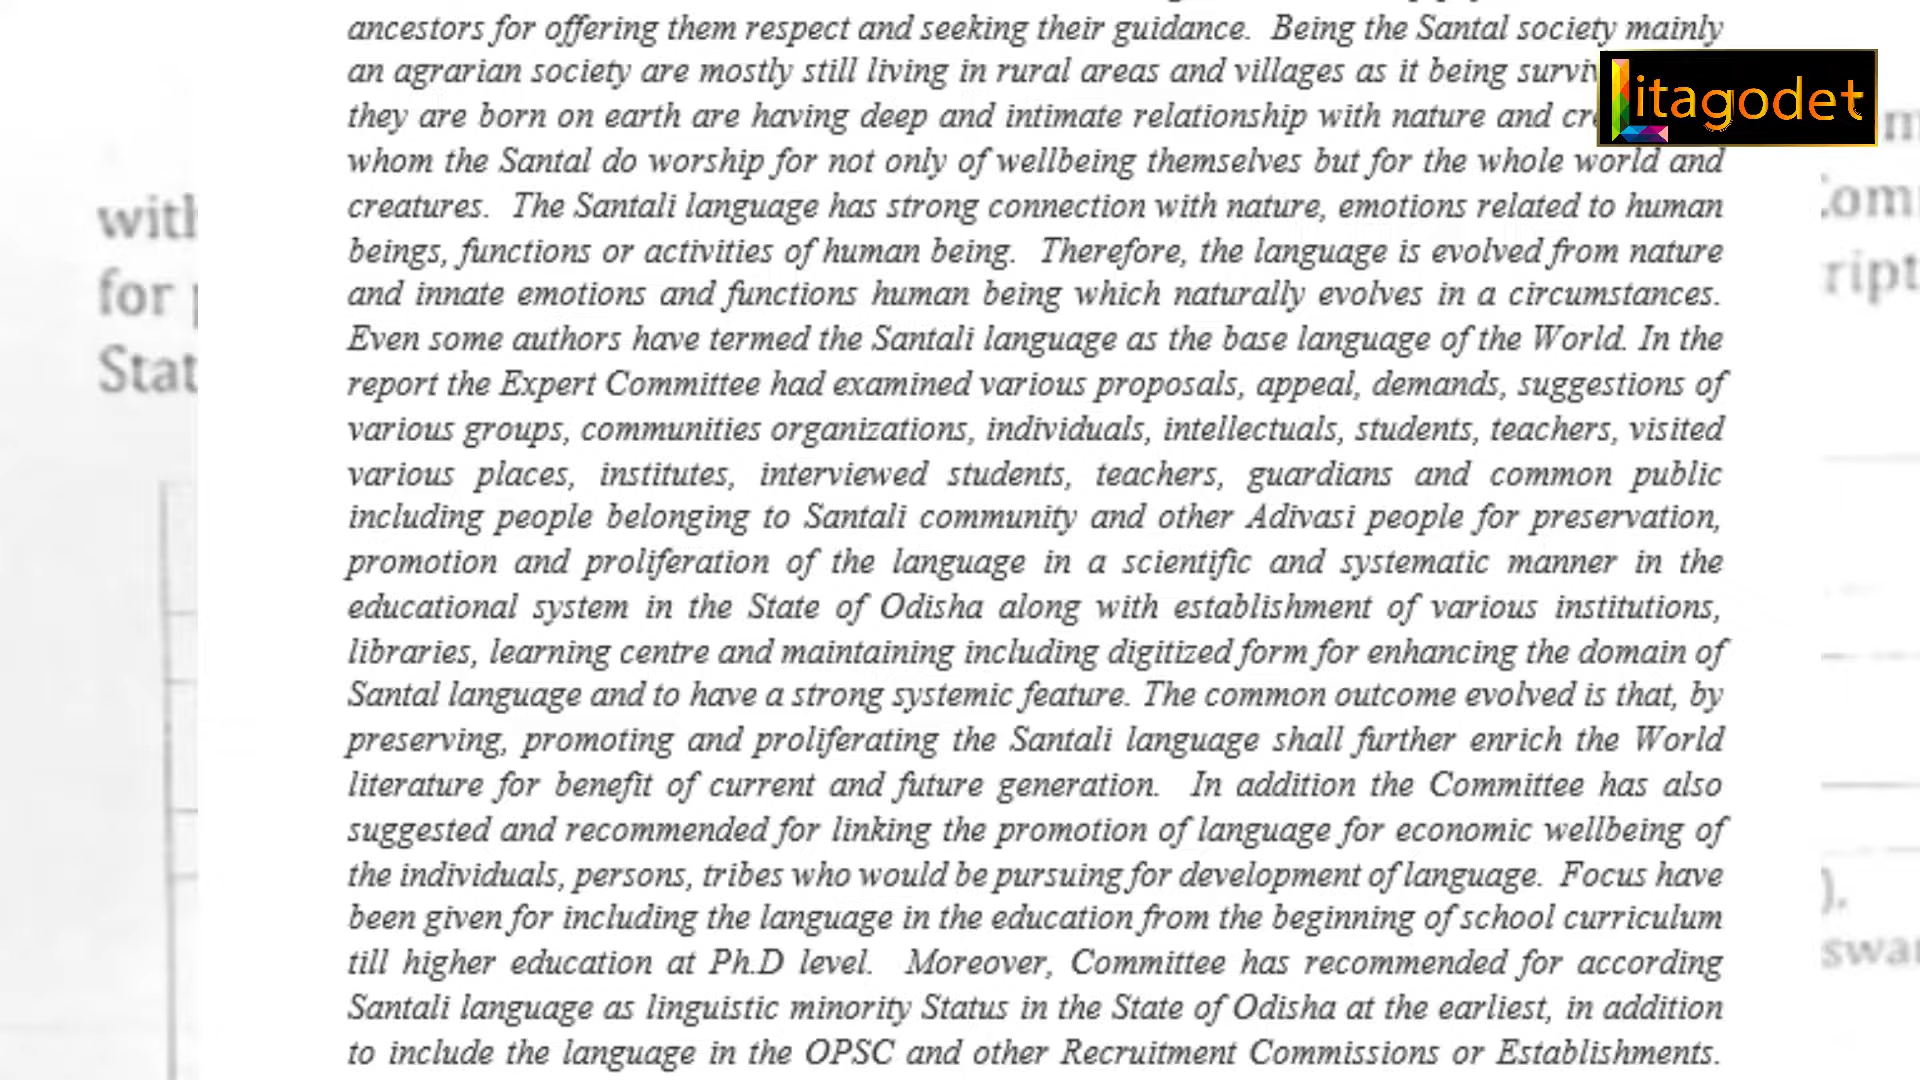 ancestors for offering them respect and seeking their guidance. Being the Santal society mainly
an agrarian society are mostly still living in rural areas and villages as it being
they are born on earth are having deep and intimate relationship with nature and
whom the Santal do worship for not only of wellbeing themselves but for the whole world and
creatures. The Santali language has strong connection with nature, emotions related to human
beings, functions or activities of human being. Therefore, the language is evolved from nature
and innate emotions and functions human being which naturally evolves in a circumstances.
Even some authors have termed the Santali language as the base language of the World. In the
report the Expert Committee had examined various proposals, appeal, demands, suggestions of
various groups, communities organizations, individuals, intellectuals, students, teachers, visited
various places, institutes, interviewed students, teachers, guardians and common public
including people belonging to Santali community and other Adivasi people for preservation,
promotion and proliferation of the language in a scientific and systematic manner in the
educational system in the State of Odisha along with establishment of various institutions,
libraries, learning centre and maintaining including digitized form for enhancing the domain of
Santal language and to have a strong systemic feature. The common outcome evolved is that, by
preserving, promoting and proliferating the Santali language shall further enrich the World
literature for benefit of current and future generation. In addition the Committee has also
suggested and recommended for linking the promotion of language for economic wellbeing of
the individuals, persons, tribes who would be pursuing for development of language. Focus have
been given for including the language in the education from the beginning of school curriculum
till higher education at Ph.D level. Moreover, Committee has recommended for according
Santali language as linguistic minority Status in the State of Odisha at the earliest, in addition
to include the language in the OPSC and other Recruitment Commissions or Establishments.
Litagodet
with
for